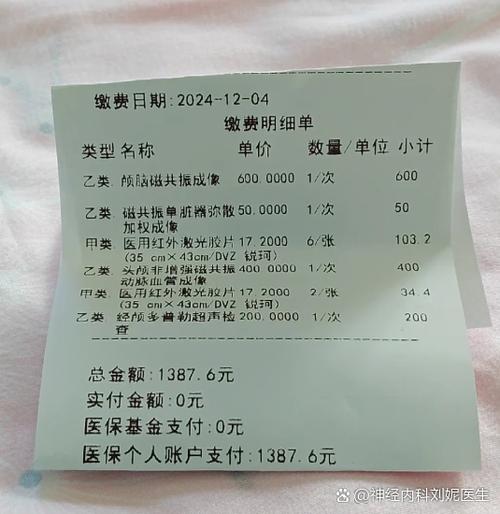 缴费日期:2024-12-04
缴费明细单
类型 名称 单价 数量/单位 小计
乙类 颅脑磁共振成像 600.0000 1/次 600
乙类 磁共振单脏器弥散 50.0000 1/次 50
加权成像
甲类 医用红外激光胶片 17.2000 6/张 103.2
(35 cm×43cm/DVZ 锐珂)
乙类 头颅非增强磁共振 400.0000 1/次 400
动脉血管成像
甲类 医用红外激光胶片 17.2000 2/张 34.4
(35 cm×43cm/DVZ 锐珂)
乙类 经颅多普勒超声检 200.0000 1/次 200
查
总金额:1387.6元
实付金额:0元
医保基金支付:0元
医保个人账户支付:1387.6元
@神经内科刘妮医生